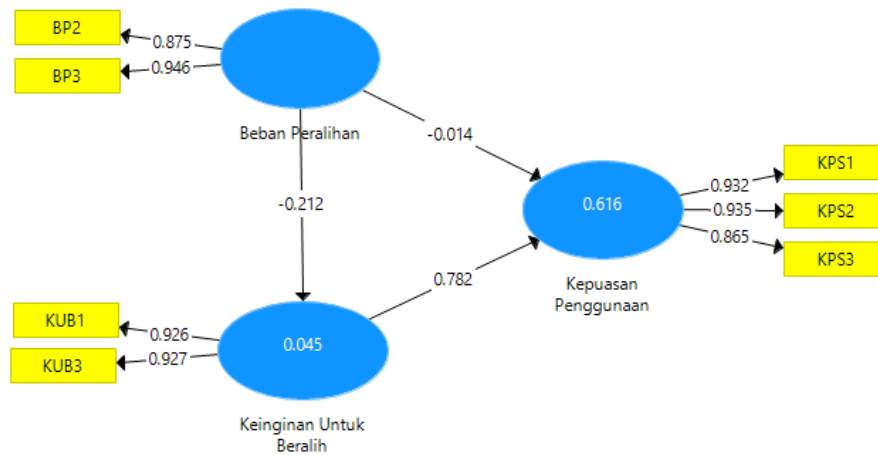 BP2
0.875
BP3
0.946
Beban Peralihan
-0.014
-0.212
0.616
KPS1
0.932
KPS2
0.935
KPS3
0.865
Kepuasan
Penggunaan
0.782
KUB1
0.926
KUB3
0.927
0.045
Keinginan Untuk
Beralih